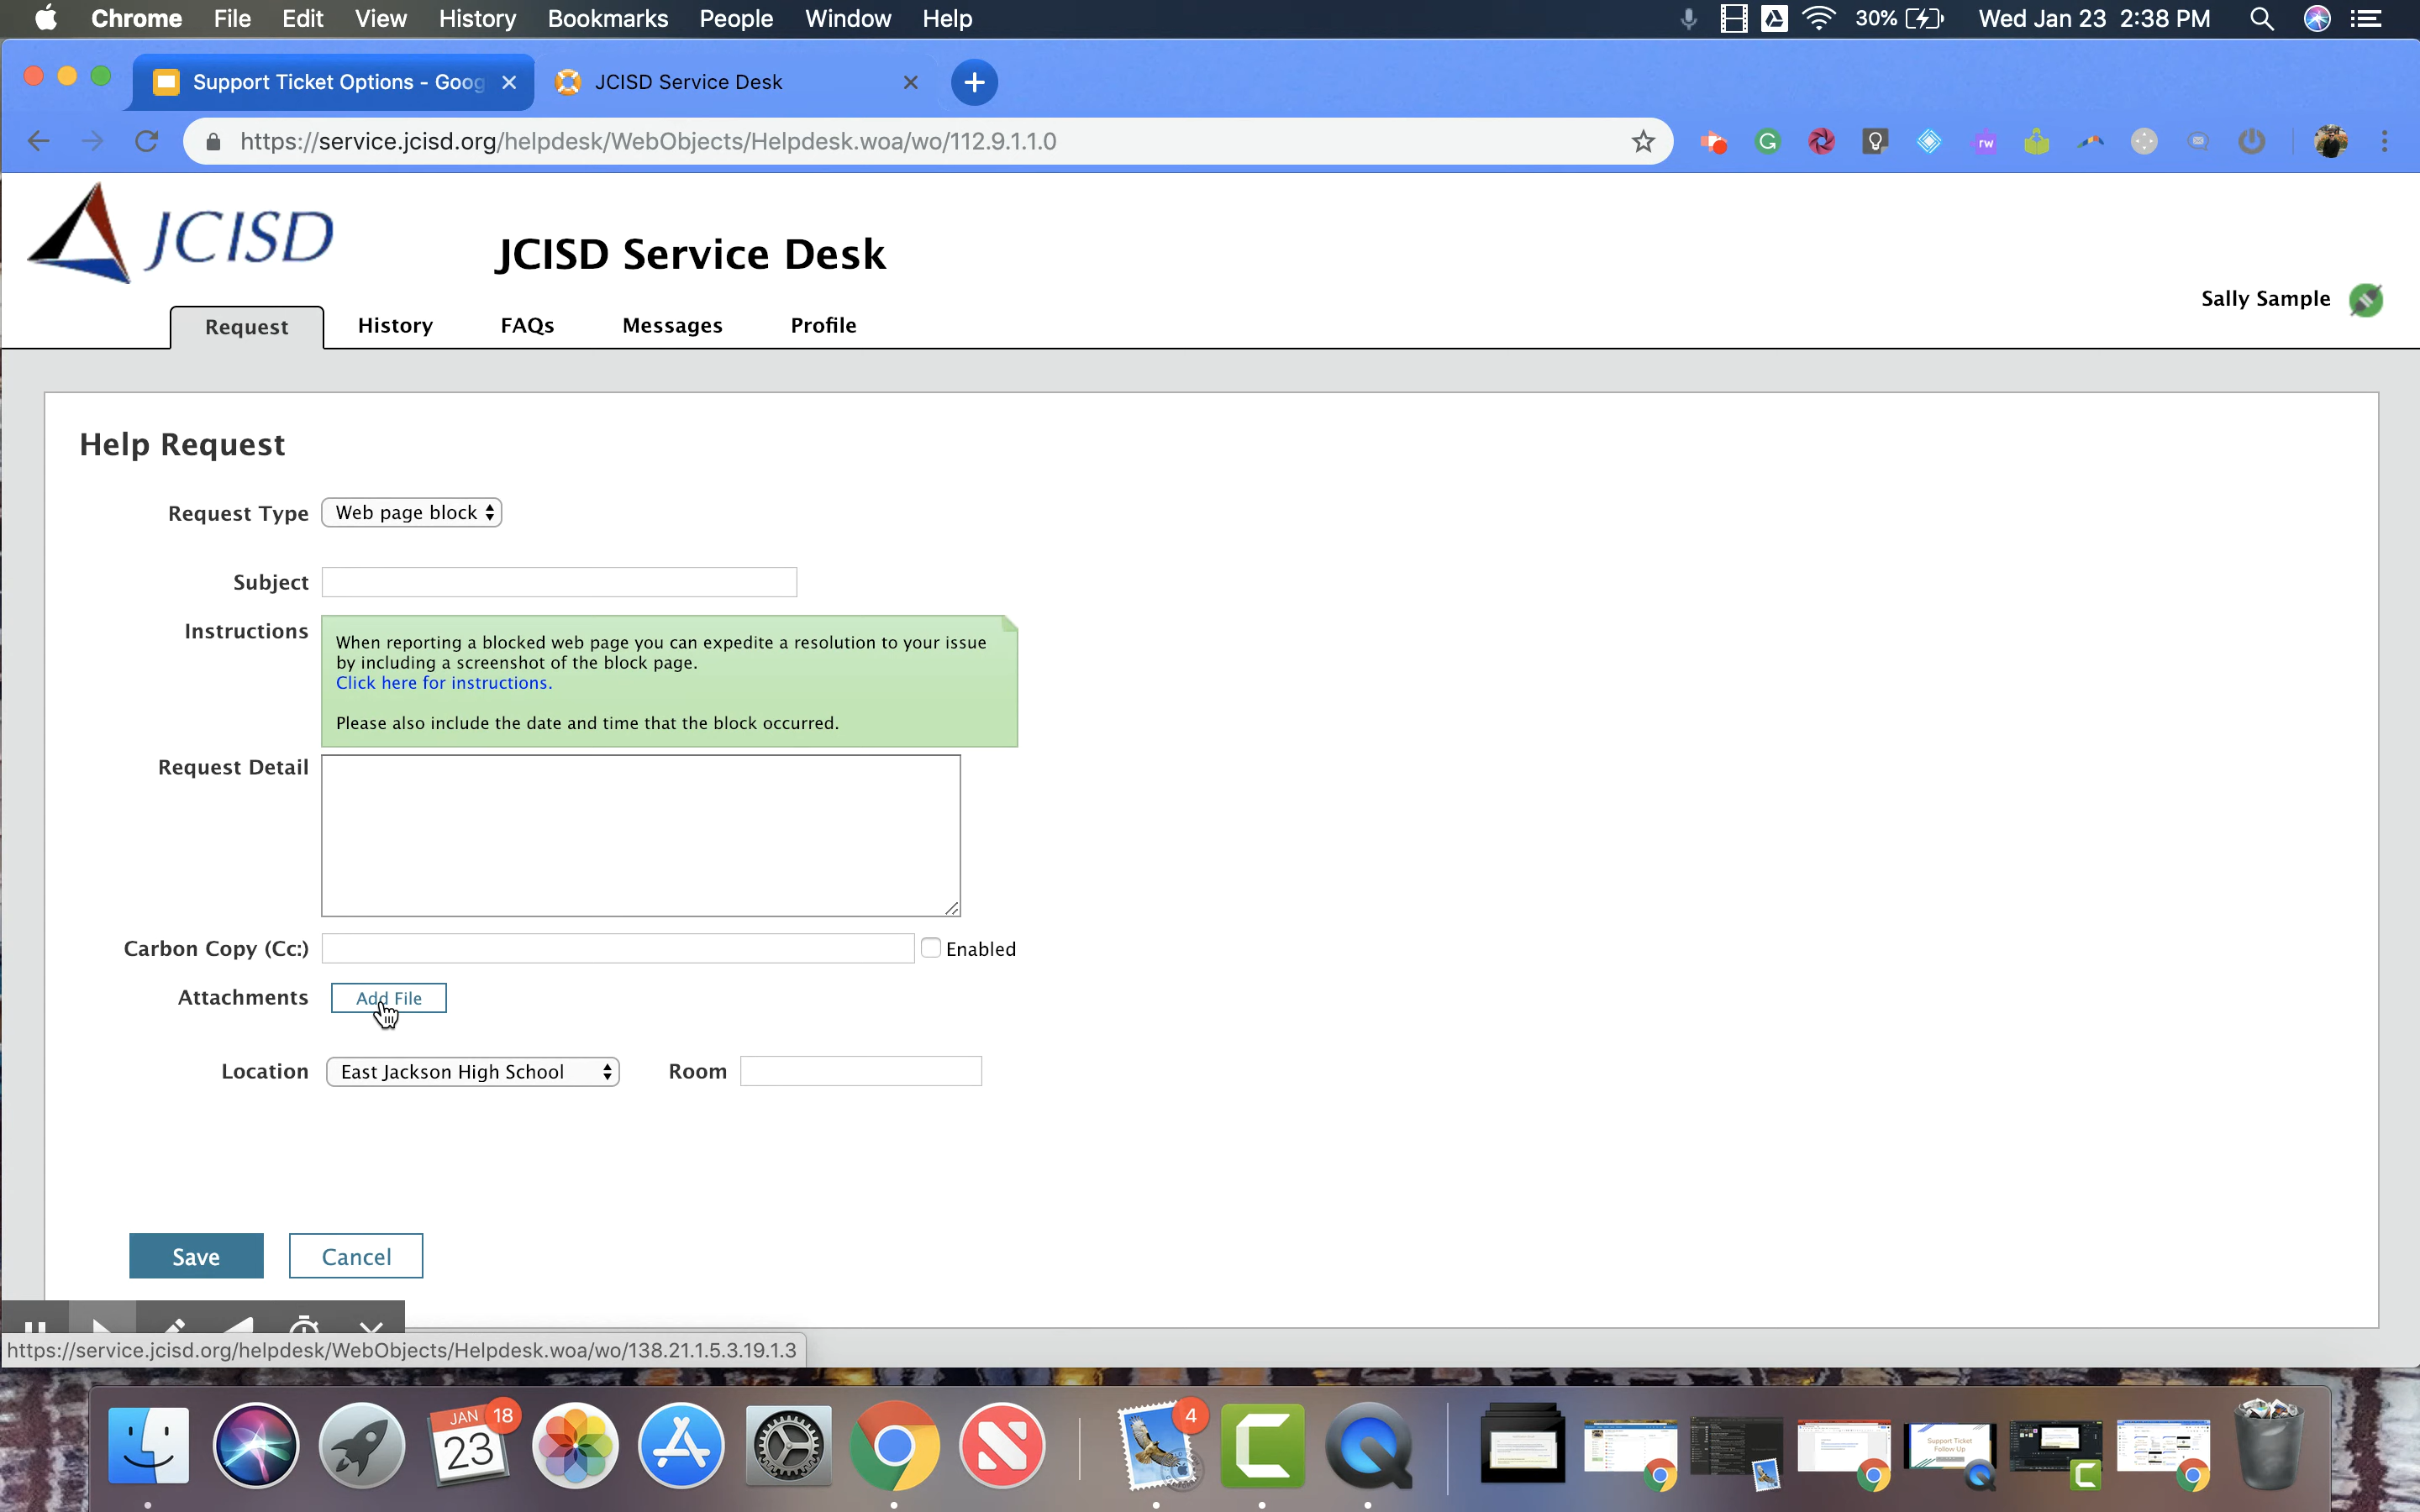 Chrome File Edit View History Bookmarks People Window Help 30% Wed Jan 23 2:38 PM
Support Ticket Options - Goog JCISD Service Desk
https://service.jcisd.org/helpdesk/WebObjects/Helpdesk.woa/wo/112.9.1.1.0
rw
JCISD
JCISD Service Desk
Sally Sample
Request History FAQs Messages Profile
Help Request
Request Type Web page block
Subject
Instructions
When reporting a blocked web page you can expedite a resolution to your issue
by including a screenshot of the block page.
Click here for instructions.
Please also include the date and time that the block occurred.
Request Detail
Carbon Copy (Cc:) Enabled
Attachments Add File
Location East Jackson High School Room
Save Cancel
https://service.jcisd.org/helpdesk/WebObjects/Helpdesk.woa/wo/138.21.1.5.3.19.1.3
JAN 18
23
4
Support Ticket
Follow Up